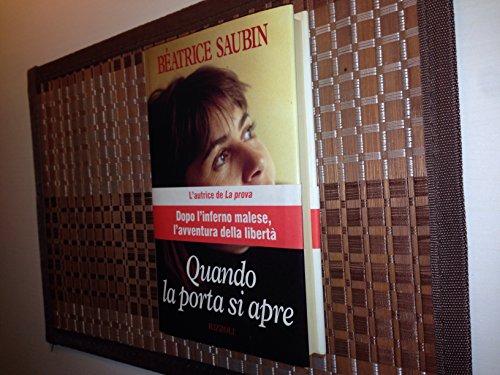 BÉATRICE SAUBIN
L'autrice de La prova
Dopo l'inferno malese,
l'avventura della libertà
Quando
la porta si apre
RIZZOLI